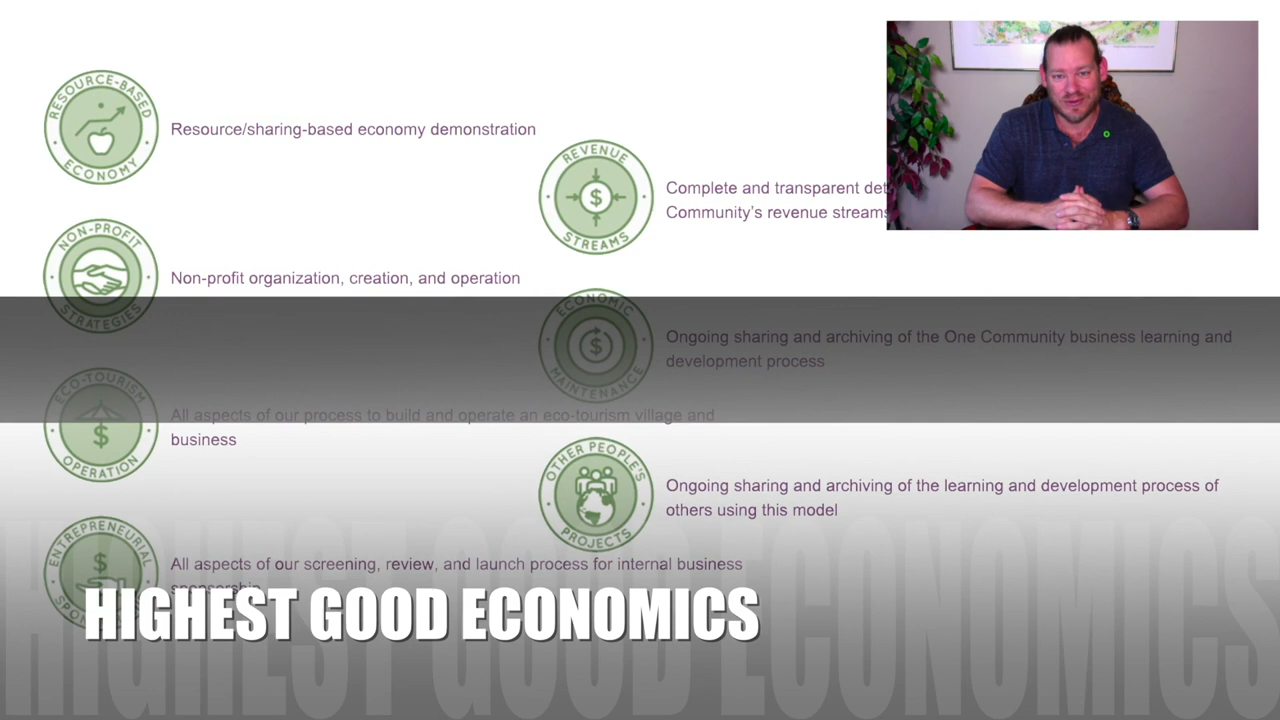 RESOURCE-BASED
ECONOMY
Resource/sharing-based economy demonstration
REVENUE
STREAMS
Complete and transparent det
Community's revenue streams
NON-PROFIT
STRATEGIES
Non-profit organization, creation, and operation
ECONOMIC
MAINTENANCE
Ongoing sharing and archiving of the One Community business learning and
development process
ECO-TOURISM
OPERATION
All aspects of our process to build and operate an eco-tourism village and
business
OTHER PEOPLE'S
PROJECTS
Ongoing sharing and archiving of the learning and development process of
others using this model
ENTREPRENEURIAL
All aspects of our screening, review, and launch process for internal business
sponsorship
HIGHEST GOOD ECONOMICS
HIGHEST GOOD ECONOMICS